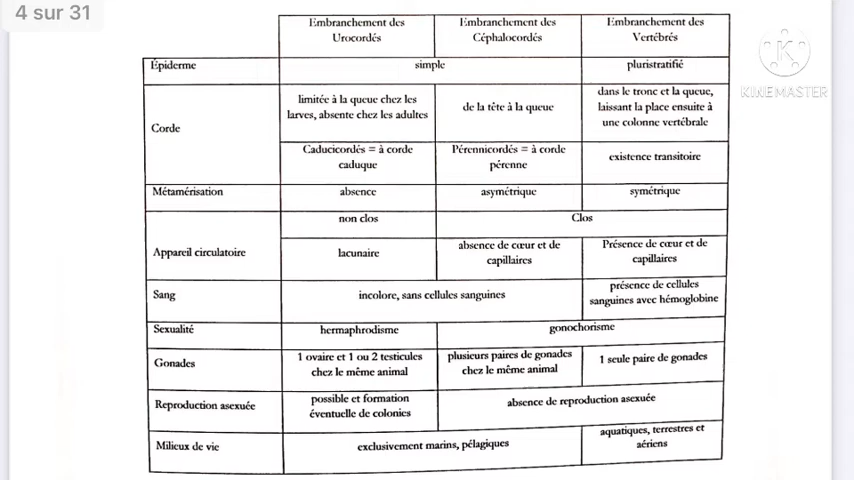 4 sur 31
Embranchement des Embranchement des Embranchement des
Urocordés Céphalocordés Vertébrés
Épiderme simple pluristratifié
KINEMASTER
Corde
limitée à la queue chez les
larves, absente chez les adultes
de la tête à la queue
dans le tronc et la queue,
laissant la place ensuite à
une colonne vertébrale
Caducicordés = à corde
caduque
Pérennicordés = à corde
pérenne
existence transitoire
Métamérisation absence asymétrique symétrique
Appareil circulatoire
non clos Clos
lacunaire
absence de cœur et de
capillaires
Présence de cœur et de
capillaires
Sang incolore, sans cellules sanguines
présence de cellules
sanguines avec hémoglobine
Sexualité hermaphrodisme gonochorisme
Gonades
1 ovaire et 1 ou 2 testicules
chez le même animal
plusieurs paires de gonades
chez le même animal
1 seule paire de gonades
Reproduction asexuée
possible et formation
éventuelle de colonies
absence de reproduction asexuée
Milieux de vie exclusivement marins, pélagiques
aquatiques, terrestres et
aériens